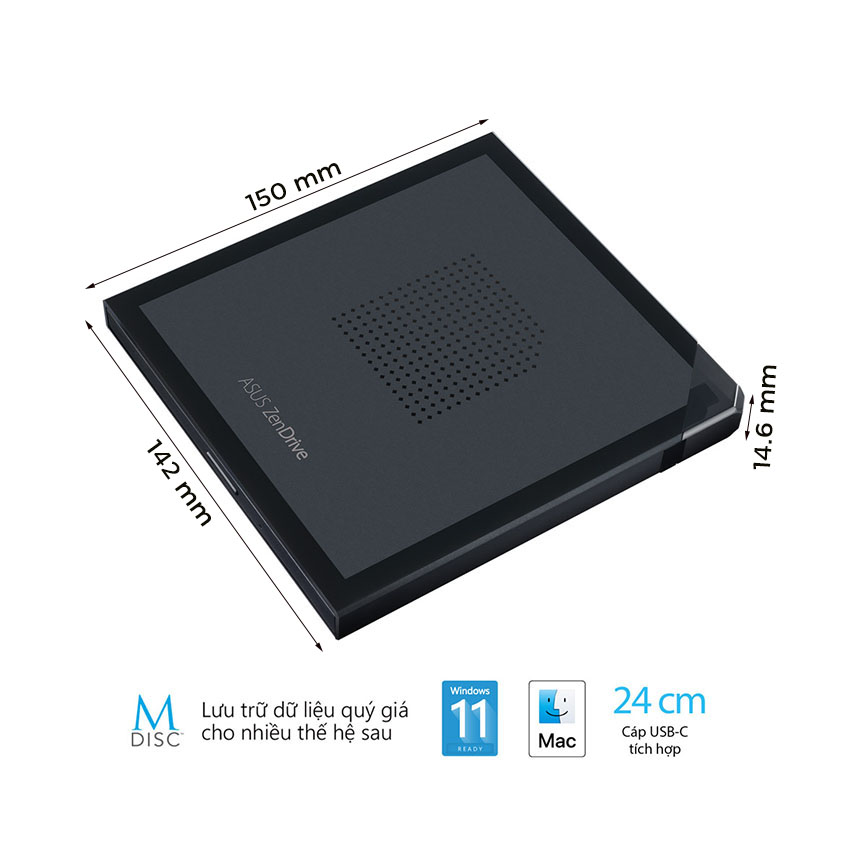 150 mm
142 mm
14.6 mm
ASUS ZenDrive
M
DISC
Lưu trữ dữ liệu quý giá
cho nhiều thế hệ sau
Windows
11
READY
Mac
24 cm
Cáp USB-C
tích hợp